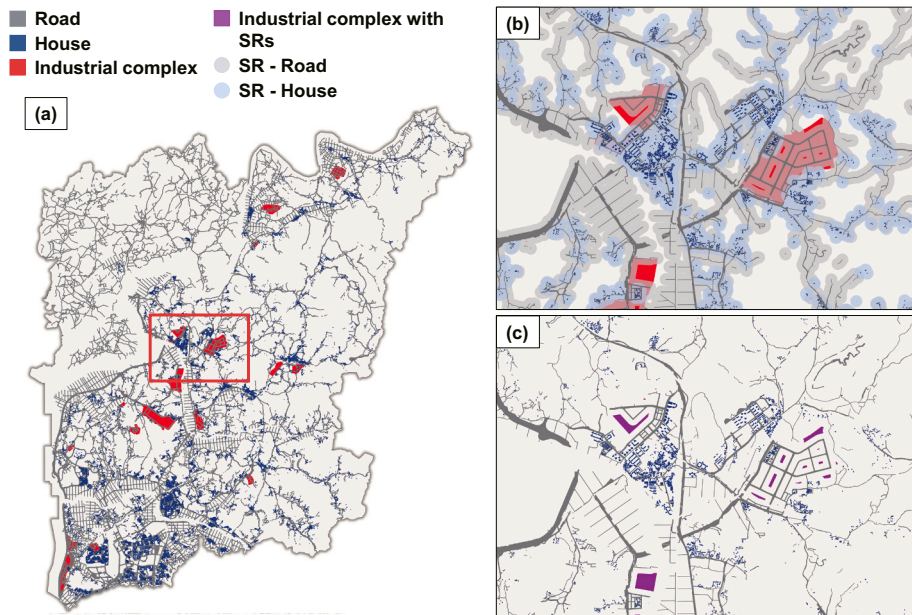 Road
House
Industrial complex
Industrial complex with
SRs
SR - Road
SR - House
(a)
(b)
(c)